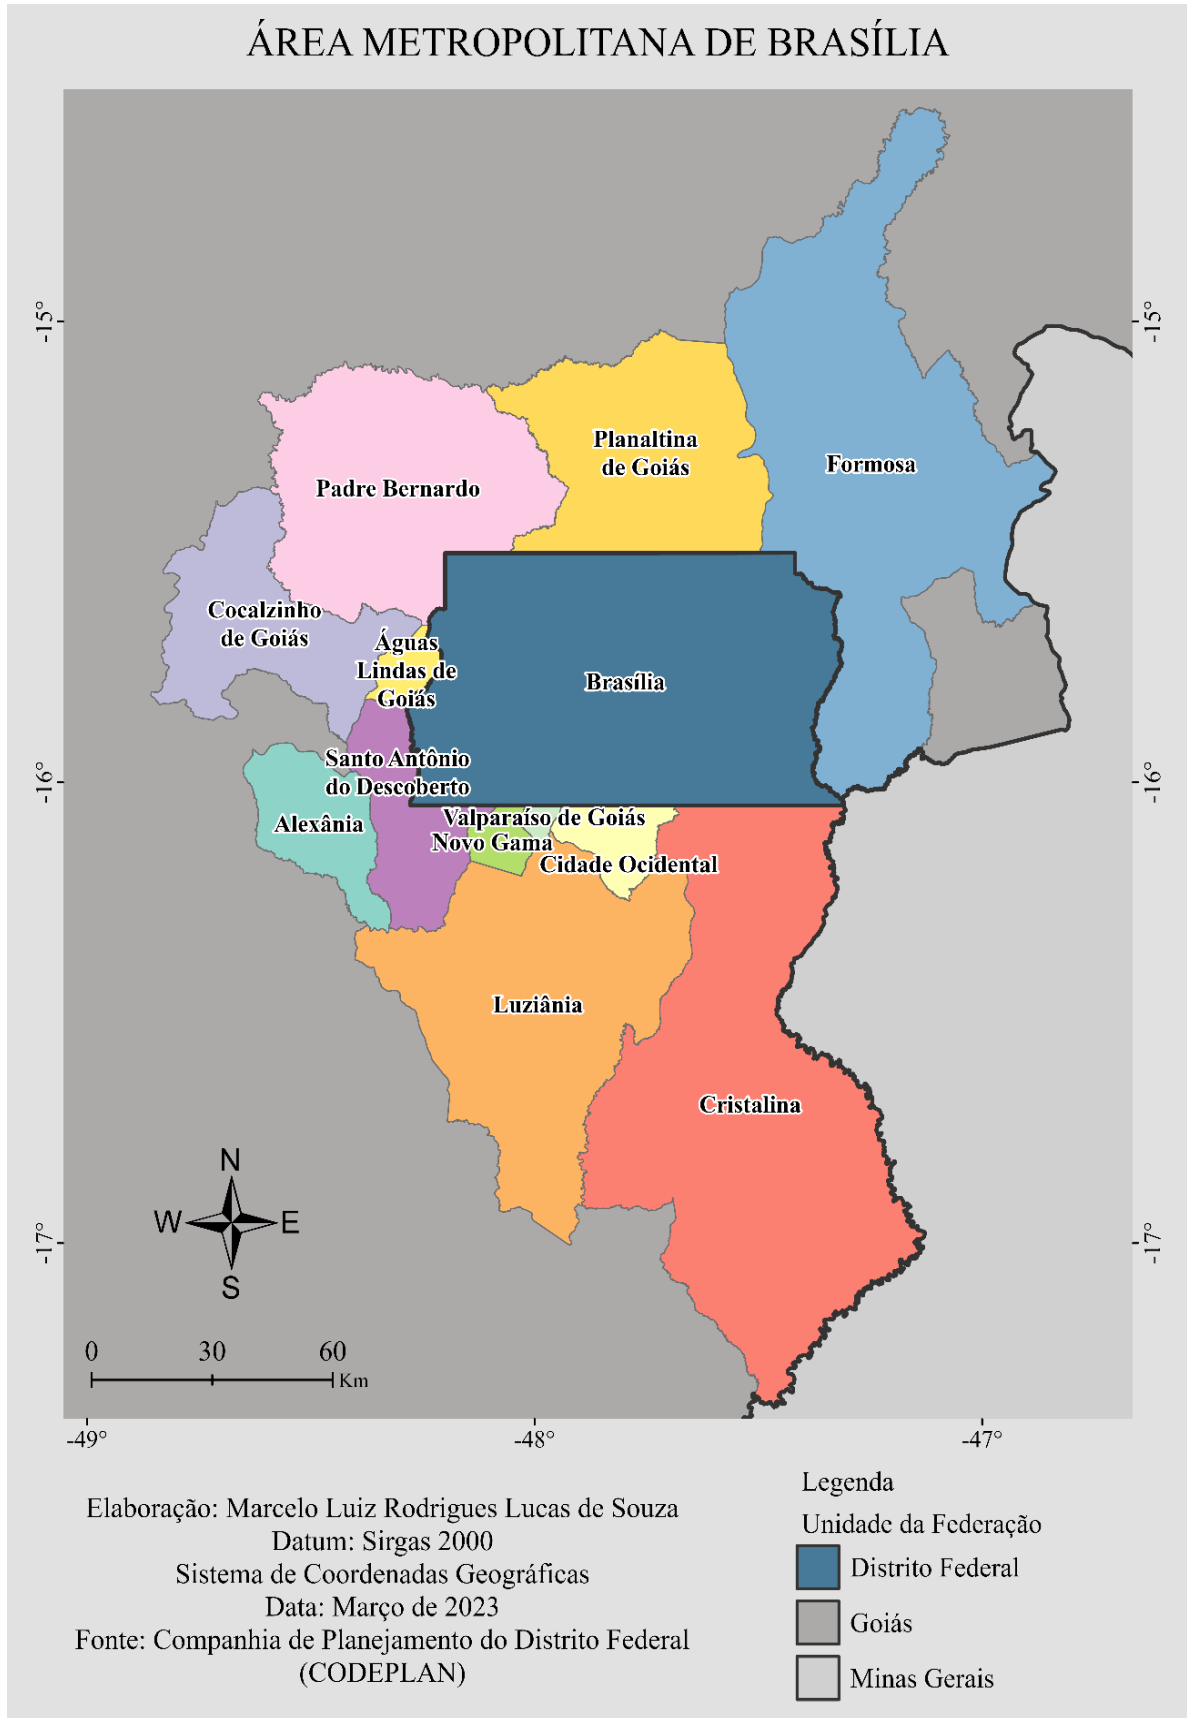 ÁREA METROPOLITANA DE BRASÍLIA
-15°
-15°
Planaltina
de Goiás
Formosa
Padre Bernardo
Cocalzinho
de Goiás
Águas
Lindas de
Goiás
Brasília
Santo Antônio
do Descoberto
-16°
-16°
Valparaíso de Goiás
Alexânia
Novo Gama
Cidade Ocidental
Luziânia
Cristalina
N
W
E
S
-17°
-17°
0 30 60
Km
-49°
-48°
-47°
Elaboração: Marcelo Luiz Rodrigues Lucas de Souza
Datum: Sirgas 2000
Sistema de Coordenadas Geográficas
Data: Março de 2023
Fonte: Companhia de Planejamento do Distrito Federal
(CODEPLAN)
Legenda
Unidade da Federação
Distrito Federal
Goiás
Minas Gerais